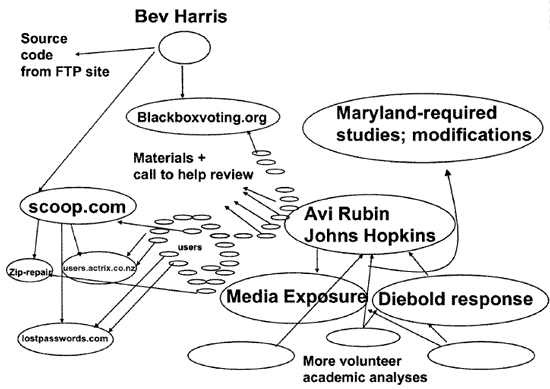 Bev Harris
Source
code
from FTP site
Blackboxvoting.org
Maryland-required
studies; modifications
Materials +
call to help review
scoop.com
Avi Rubin
Johns Hopkins
users
Zip-repair
users.actrix.co.nz
Media Exposure
Diebold response
lostpasswords.com
More volunteer
academic analyses